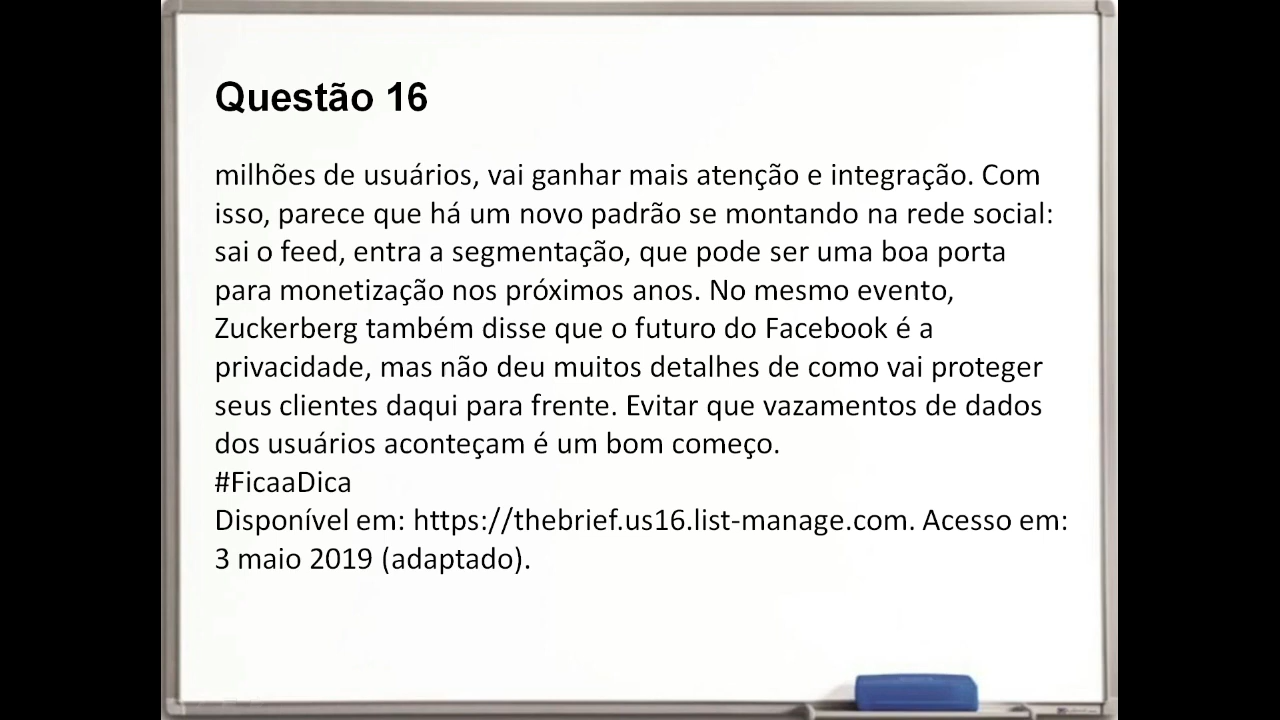 Questão 16
milhões de usuários, vai ganhar mais atenção e integração. Com
isso, parece que há um novo padrão se montando na rede social:
sai o feed, entra a segmentação, que pode ser uma boa porta
para monetização nos próximos anos. No mesmo evento,
Zuckerberg também disse que o futuro do Facebook é a
privacidade, mas não deu muitos detalhes de como vai proteger
seus clientes daqui para frente. Evitar que vazamentos de dados
dos usuários aconteçam é um bom começo.
#FicaaDica
Disponível em: https://thebrief.us16.list-manage.com. Acesso em:
3 maio 2019 (adaptado).